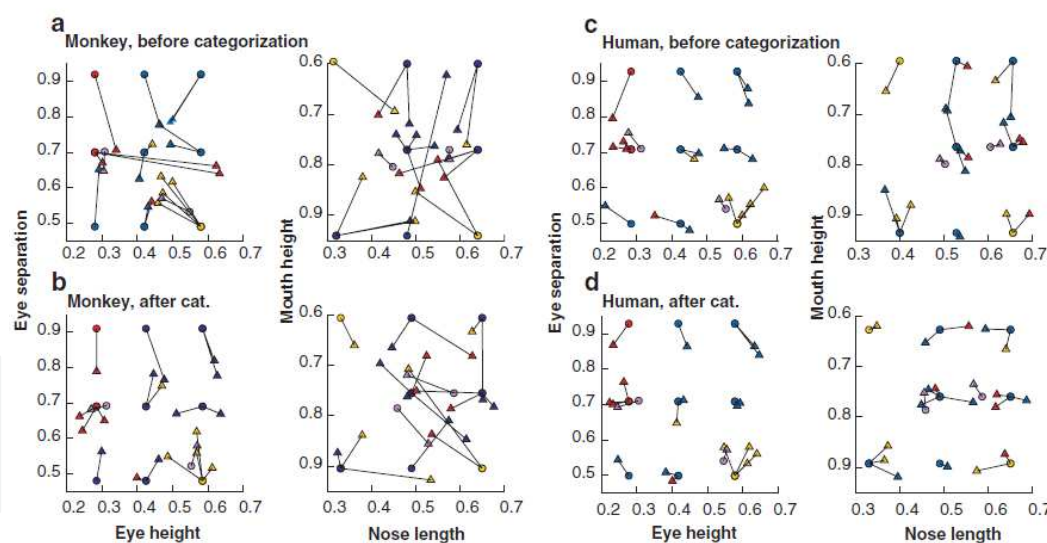 a
Monkey, before categorization
0.9
0.8
0.7
0.6
0.5
0.2 0.3 0.4 0.5 0.6 0.7
Eye separation
0.6
0.7
0.8
0.9
0.2 0.3 0.4 0.5 0.6 0.7
Mouth height
b
Monkey, after cat.
0.9
0.8
0.7
0.6
0.5
0.2 0.3 0.4 0.5 0.6 0.7
Eye height
0.6
0.7
0.8
0.9
0.2 0.3 0.4 0.5 0.6 0.7
Nose length
c
Human, before categorization
0.9
0.8
0.7
0.6
0.5
0.2 0.3 0.4 0.5 0.6 0.7
Eye separation
0.6
0.7
0.8
0.9
0.3 0.4 0.5 0.6 0.7
Mouth height
d
Human, after cat.
0.9
0.8
0.7
0.6
0.5
0.2 0.3 0.4 0.5 0.6 0.7
Eye height
0.6
0.7
0.8
0.9
0.3 0.4 0.5 0.6 0.7
Nose length